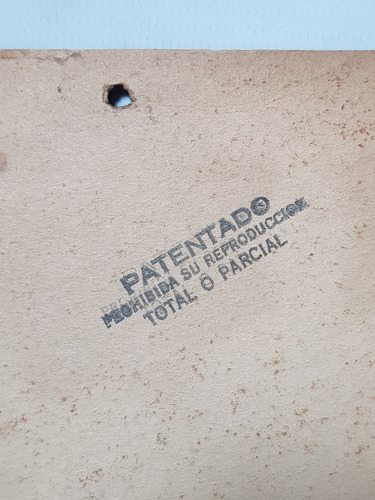 PATENTADO
PROHIBIDA SU REPRODUCCION
TOTAL O PARCIAL